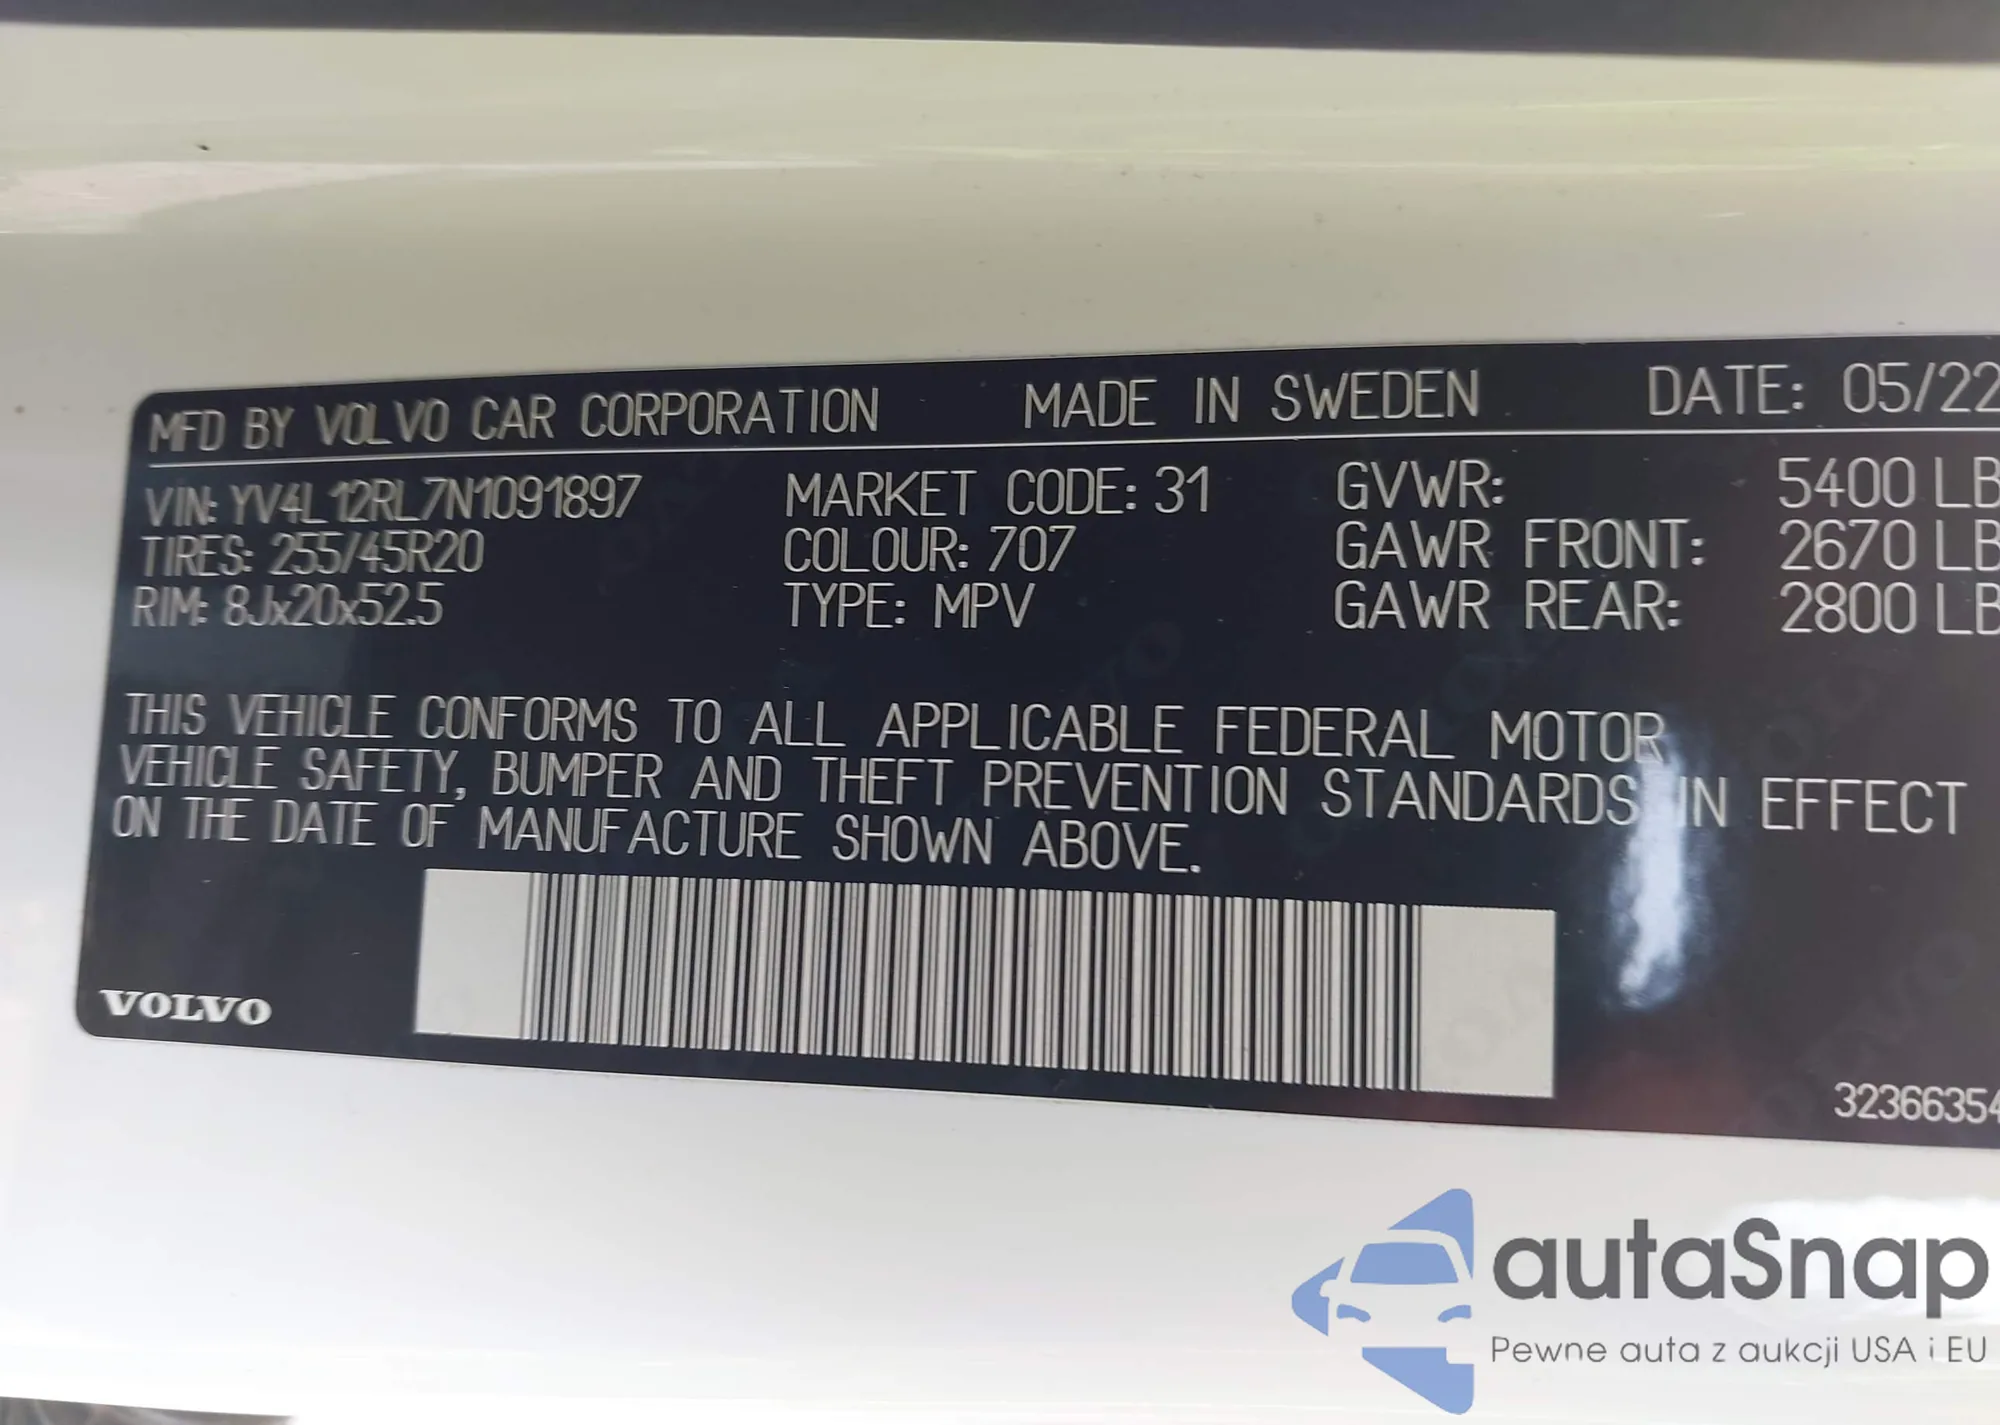 MFD BY VOLVO CAR CORPORATION MADE IN SWEDEN DATE: 05/22
VIN: YV4L12RL7N1091897 MARKET CODE: 31 GVWR: 5400 LB
TIRES: 255/45R20 COLOUR: 707 GAWR FRONT: 2670 LB
RIM: 8Jx20x52.5 TYPE: MPV GAWR REAR: 2800 LB
THIS VEHICLE CONFORMS TO ALL APPLICABLE FEDERAL MOTOR
VEHICLE SAFETY, BUMPER AND THEFT PREVENTION STANDARDS IN EFFECT
ON THE DATE OF MANUFACTURE SHOWN ABOVE.
VOLVO
32366354
autaSnap
Pewne auta z aukcji USA i EU